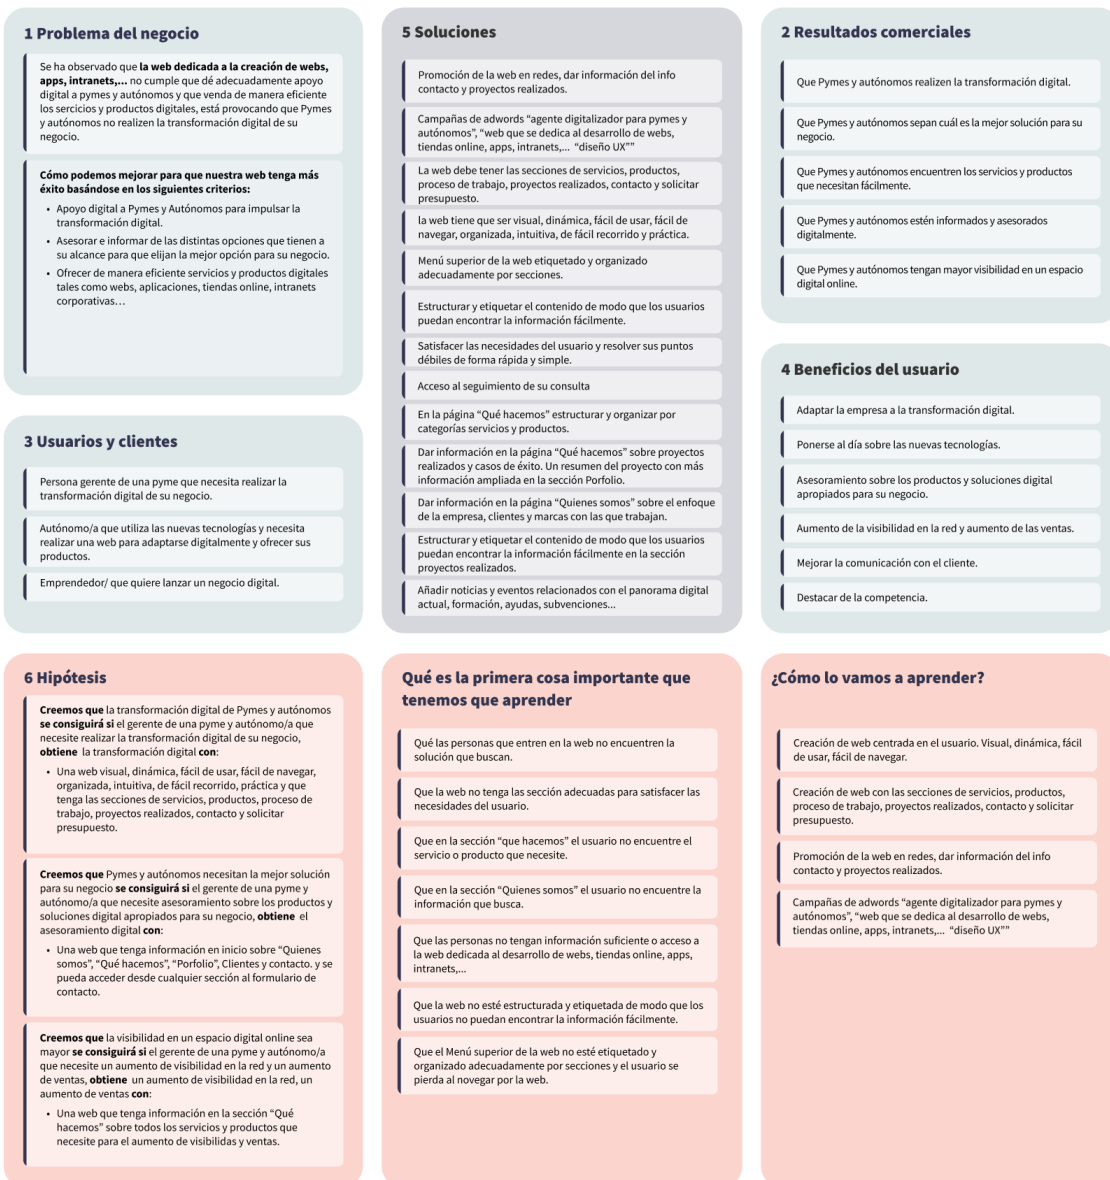 1 Problema del negocio
Se ha observado que la web dedicada a la creación de webs,
apps, intranets,... no cumple que dé adecuadamente apoyo
digital a pymes y autónomos y que venda de manera eficiente
los sercicios y productos digitales, está provocando que Pymes
y autónomos no realizen la transformación digital de su
negocio.
Cómo podemos mejorar para que nuestra web tenga más
éxito basándose en los siguientes criterios:
• Apoyo digital a Pymes y Autónomos para impulsar la
transformación digital.
• Asesorar e informar de las distintas opciones que tienen a
su alcance para que elijan la mejor opción para su negocio.
• Ofrecer de manera eficiente servicios y productos digitales
tales como webs, aplicaciones, tiendas online, intranets
corporativas…
3 Usuarios y clientes
Persona gerente de una pyme que necesita realizar la
transformación digital de su negocio.
Autónomo/a que utiliza las nuevas tecnologías y necesita
realizar una web para adaptarse digitalmente y ofrecer sus
productos.
Emprendedor/ que quiere lanzar un negocio digital.
5 Soluciones
Promoción de la web en redes, dar información del info
contacto y proyectos realizados.
Campañas de adwords “agente digitalizador para pymes y
autónomos”, “web que se dedica al desarrollo de webs,
tiendas online, apps, intranets,... “diseño UX””
La web debe tener las secciones de servicios, productos,
proceso de trabajo, proyectos realizados, contacto y solicitar
presupuesto.
la web tiene que ser visual, dinámica, fácil de usar, fácil de
navegar, organizada, intuitiva, de fácil recorrido y práctica.
Menú superior de la web etiquetado y organizado
adecuadamente por secciones.
Estructurar y etiquetar el contenido de modo que los usuarios
puedan encontrar la información fácilmente.
Satisfacer las necesidades del usuario y resolver sus puntos
débiles de forma rápida y simple.
Acceso al seguimiento de su consulta
En la página “Qué hacemos” estructurar y organizar por
categorías servicios y productos.
Dar información en la página “Qué hacemos” sobre proyectos
realizados y casos de éxito. Un resumen del proyecto con más
información ampliada en la sección Porfolio.
Dar información en la página “Quienes somos” sobre el enfoque
de la empresa, clientes y marcas con las que trabajan.
Estructurar y etiquetar el contenido de modo que los usuarios
puedan encontrar la información fácilmente en la sección
proyectos realizados.
Añadir noticias y eventos relacionados con el panorama digital
actual, formación, ayudas, subvenciones...
2 Resultados comerciales
Que Pymes y autónomos realizen la transformación digital.
Que Pymes y autónomos sepan cuál es la mejor solución para su
negocio.
Que Pymes y autónomos encuentren los servicios y productos
que necesitan fácilmente.
Que Pymes y autónomos estén informados y asesorados
digitalmente.
Que Pymes y autónomos tengan mayor visibilidad en un espacio
digital online.
4 Beneficios del usuario
Adaptar la empresa a la transformación digital.
Ponerse al día sobre las nuevas tecnologías.
Asesoramiento sobre los productos y soluciones digital
apropiados para su negocio.
Aumento de la visibilidad en la red y aumento de las ventas.
Mejorar la comunicación con el cliente.
Destacar de la competencia.
6 Hipótesis
Creemos que la transformación digital de Pymes y autónomos
se consiguirá si el gerente de una pyme y autónomo/a que
necesite realizar la transformación digital de su negocio,
obtiene la transformación digital con:
• Una web visual, dinámica, fácil de usar, fácil de navegar,
organizada, intuitiva, de fácil recorrido, práctica y que
tenga las secciones de servicios, productos, proceso de
trabajo, proyectos realizados, contacto y solicitar
presupuesto.
Creemos que Pymes y autónomos necesitan la mejor solución
para su negocio se consiguirá si el gerente de una pyme y
autónomo/a que necesite asesoramiento sobre los productos y
soluciones digital apropiados para su negocio, obtiene el
asesoramiento digital con:
• Una web que tenga información en inicio sobre “Quienes
somos”, “Qué hacemos”, “Porfolio”, Clientes y contacto. y se
pueda acceder desde cualquier sección al formulario de
contacto.
Creemos que la visibilidad en un espacio digital online sea
mayor se consiguirá si el gerente de una pyme y autónomo/a
que necesite un aumento de visibilidad en la red y un aumento
de ventas, obtiene un aumento de visibilidad en la red, un
aumento de ventas con:
• Una web que tenga información en la sección “Qué
hacemos” sobre todos los servicios y productos que
necesite para el aumento de visibilidas y ventas.
Qué es la primera cosa importante que
tenemos que aprender
Qué las personas que entren en la web no encuentren la
solución que buscan.
Que la web no tenga las sección adecuadas para satisfacer las
necesidades del usuario.
Que en la sección “que hacemos” el usuario no encuentre el
servicio o producto que necesite.
Que en la sección “Quienes somos” el usuario no encuentre la
información que busca.
Que las personas no tengan información suficiente o acceso a
la web dedicada al desarrollo de webs, tiendas online, apps,
intranets,...
Que la web no esté estructurada y etiquetada de modo que los
usuarios no puedan encontrar la información fácilmente.
Que el Menú superior de la web no esté etiquetado y
organizado adecuadamente por secciones y el usuario se
pierda al novegar por la web.
¿Cómo lo vamos a aprender?
Creación de web centrada en el usuario. Visual, dinámica, fácil
de usar, fácil de navegar.
Creación de web con las secciones de servicios, productos,
proceso de trabajo, proyectos realizados, contacto y solicitar
presupuesto.
Promoción de la web en redes, dar información del info
contacto y proyectos realizados.
Campañas de adwords “agente digitalizador para pymes y
autónomos”, “web que se dedica al desarrollo de webs,
tiendas online, apps, intranets,... “diseño UX””